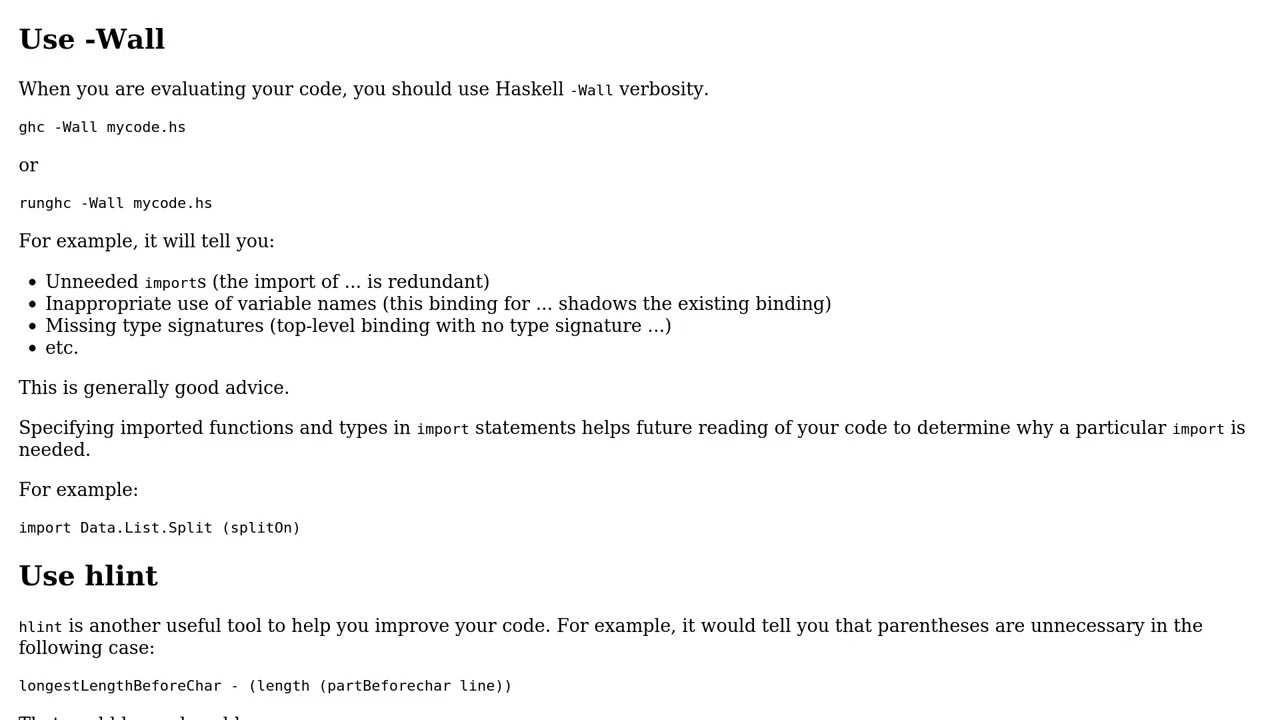 Use -Wall
When you are evaluating your code, you should use Haskell -Wall verbosity.
ghc -Wall mycode.hs
or
runghc -Wall mycode.hs
For example, it will tell you:
• Unneeded imports (the import of ... is redundant)
• Inappropriate use of variable names (this binding for ... shadows the existing binding)
• Missing type signatures (top-level binding with no type signature ...)
• etc.
This is generally good advice.
Specifying imported functions and types in import statements helps future reading of your code to determine why a particular import is
needed.
For example:
import Data.List.Split (splitOn)
Use hlint
hlint is another useful tool to help you improve your code. For example, it would tell you that parentheses are unnecessary in the
following case:
longestLengthBeforeChar - (length (partBeforechar line))